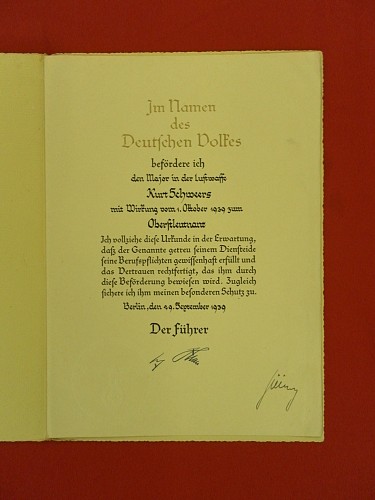 Im Namen
des
Deutschen Volkes
befördere ich
den Major in der Luftwaffe
Kurt Schweers
mit Wirkung vom 1. Oktober 1939 zum
Oberstleutnant
Ich vollziehe diese Urkunde in der Erwartung,
daß der Genannte getreu seinem Diensteide
seine Berufspflichten gewissenhaft erfüllt und
das Vertrauen rechtfertigt, das ihm durch
diese Beförderung bewiesen wird. Zugleich
sichere ich ihm meinen besonderen Schutz zu.
Berlin, den 29. September 1939
Der Führer